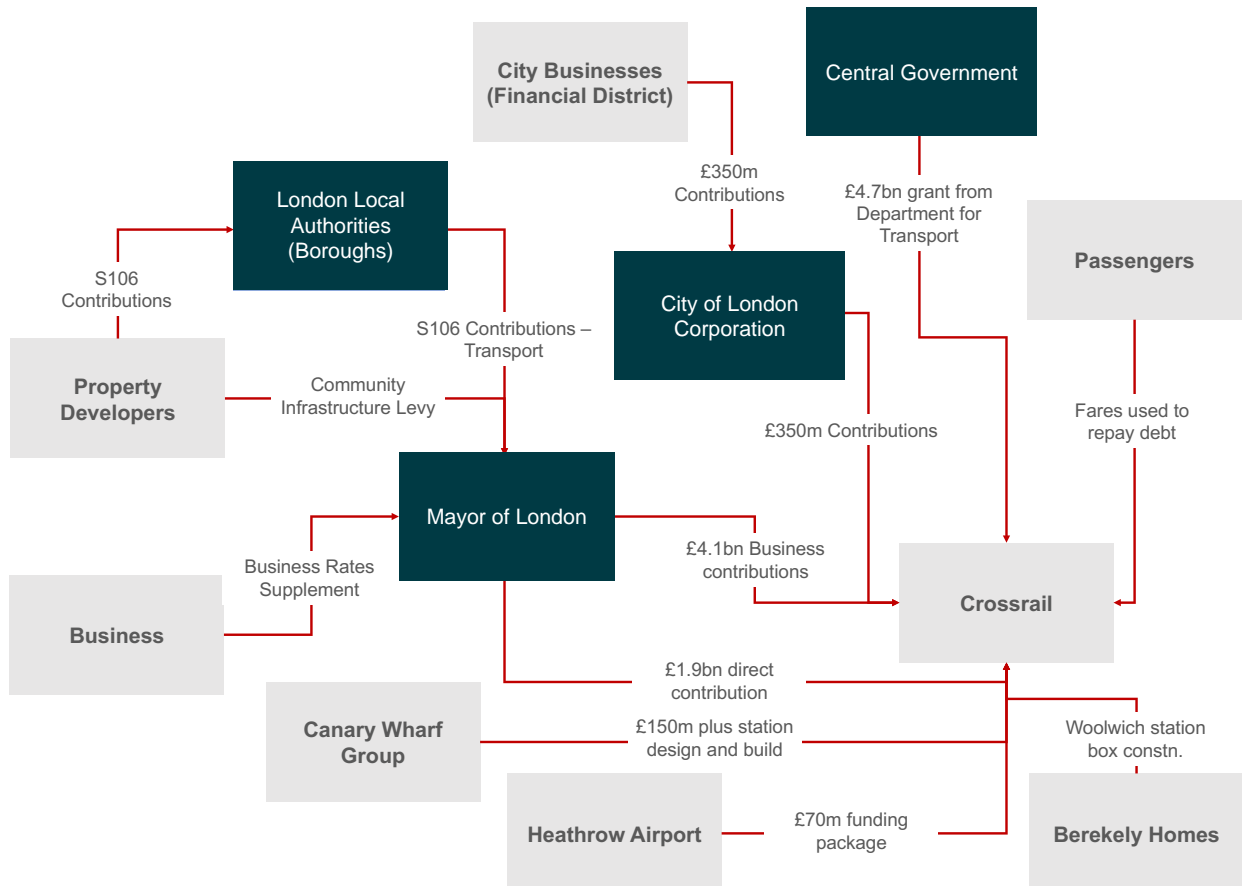 City Businesses
(Financial District)
Central Government
£350m
Contributions
£4.7bn grant from
Department for
Transport
London Local
Authorities
(Boroughs)
Passengers
S106
Contributions
City of London
Corporation
S106 Contributions –
Transport
Property
Developers
Community
Infrastructure Levy
£350m Contributions
Fares used to
repay debt
Mayor of London
£4.1bn Business
contributions
Business Rates
Supplement
Crossrail
Business
£1.9bn direct
contribution
Canary Wharf
Group
£150m plus station
design and build
Woolwich station
box constn.
Heathrow Airport
£70m funding
package
Berekely Homes